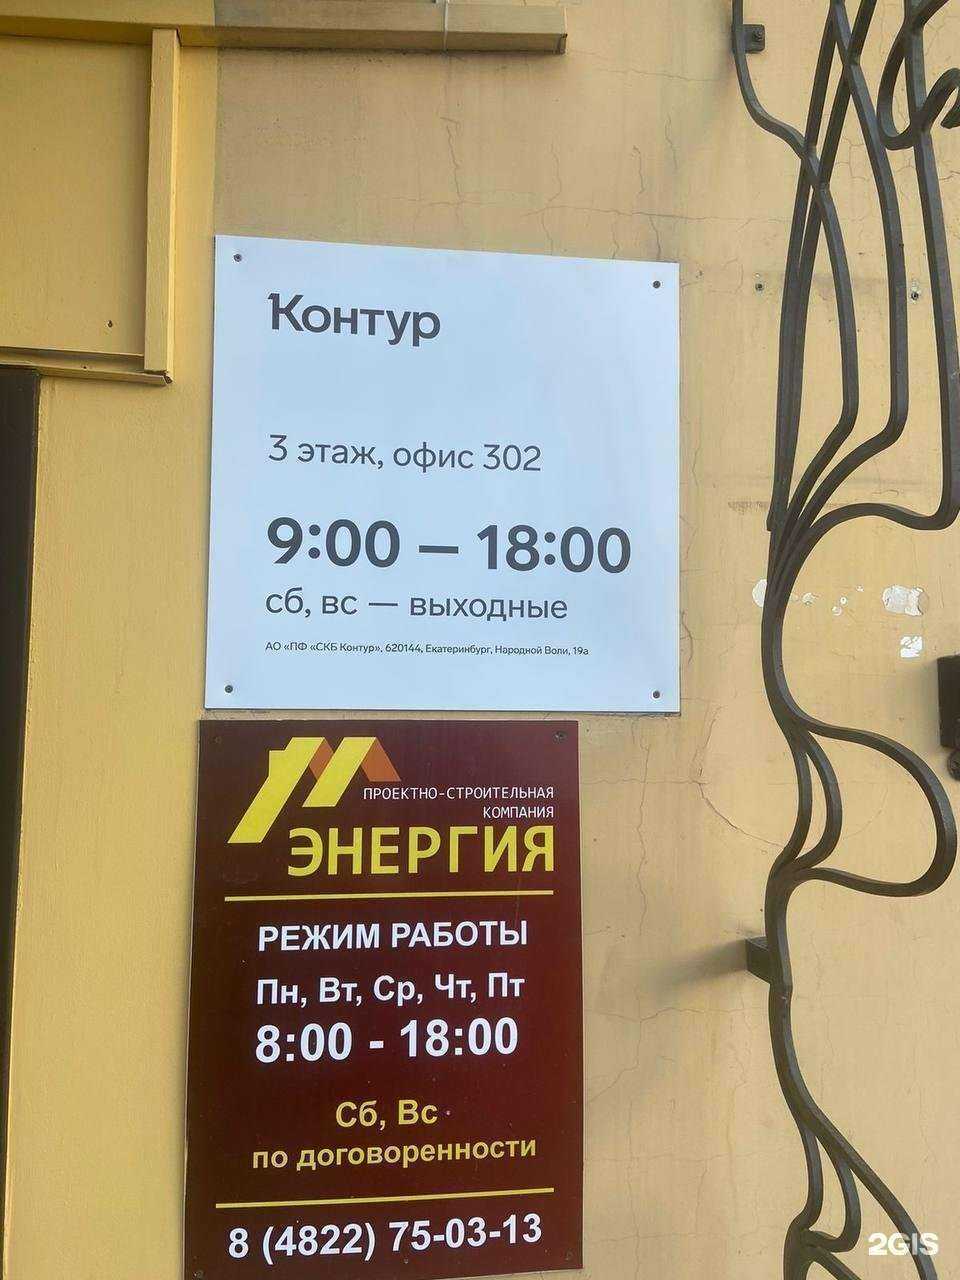 Контур
3 этаж, офис 302
9:00 — 18:00
сб, вс — выходные
АО «ПФ «СКБ Контур», 620144, Екатеринбург, Народной Воли, 19а
ПРОЕКТНО-СТРОИТЕЛЬНАЯ
КОМПАНИЯ
ЭНЕРГИЯ
РЕЖИМ РАБОТЫ
Пн, Вт, Ср, Чт, Пт
8:00 - 18:00
Сб, Вс
по договоренности
8 (4822) 75-03-13
2GIS